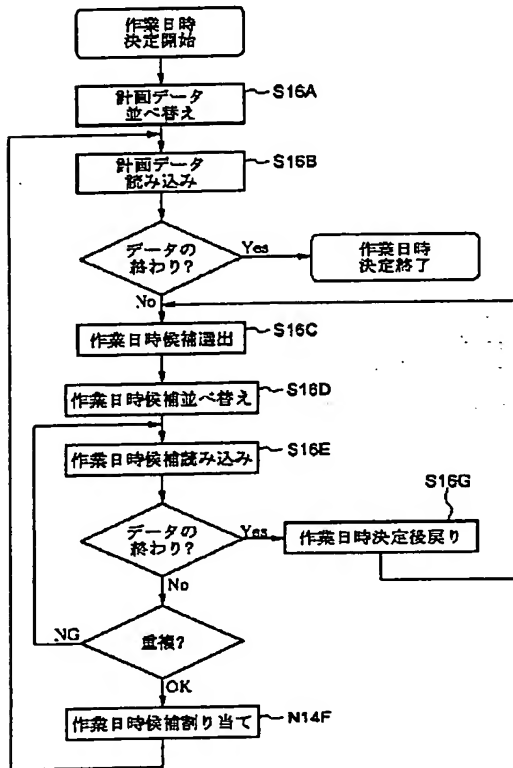 作業日時
決定開始
計画データ
並べ替え
S16A
計画データ
読み込み
S16B
データの
終わり?
Yes
作業日時
決定終了
No
作業日時候補選出
S16C
作業日時候補並べ替え
S16D
作業日時候補読み込み
S16E
S16G
データの
終わり?
Yes
作業日時決定後戻り
No
NG
重複?
OK
作業日時候補割り当て
N14F